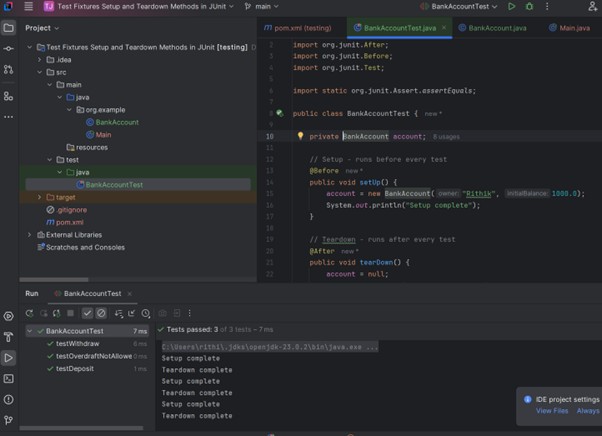 TJ Test Fixtures Setup and Teardown Methods in JUnit main BankAccountTest
Project
Test Fixtures Setup and Teardown Methods in JUnit [testing]
.idea
src
main
java
org.example
BankAccount
Main
resources
test
java
BankAccountTest
target
.gitignore
pom.xml
External Libraries
Scratches and Consoles
pom.xml (testing) BankAccountTest.java BankAccount.java Main.java
2 import org.junit.After;
3 import org.junit.Before;
4 import org.junit.Test;
5
6 import static org.junit.Assert.assertEquals;
7
8 public class BankAccountTest { new *
9
10 private BankAccount account; 8 usages
11
12 // Setup - runs before every test
13 @Before new *
14 public void setUp() {
15 account = new BankAccount( owner: "Rithik", initialBalance: 1000.0);
16 System.out.println("Setup complete");
17 }
18
19 // Teardown - runs after every test
20 @After new *
21 public void tearDown() {
22 account = null;
Run BankAccountTest
BankAccountTest 7 ms
testWithdraw 6 ms
testOverdraftNotAllowe 0 ms
testDeposit 1 ms
Tests passed: 3 of 3 tests – 7 ms
C:\Users\rithi\.jdks\openjdk-23.0.2\bin\java.exe ...
Setup complete
Teardown complete
Setup complete
Teardown complete
Setup complete
Teardown complete
IDE project settings
View Files Always